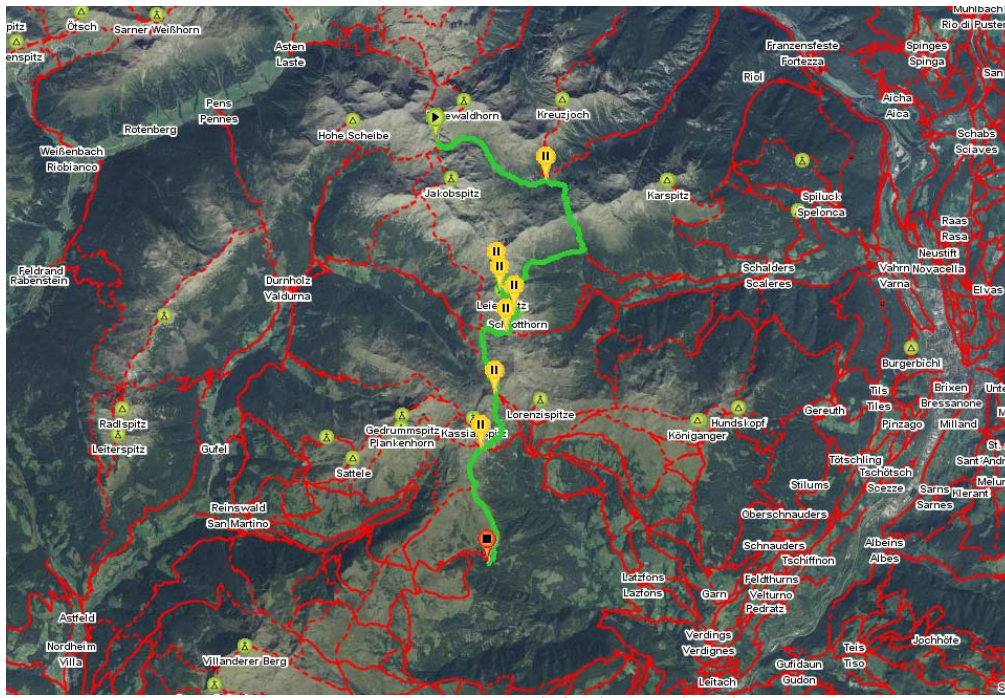 Ötsch
Sarner Weißhorn
Asten
Laste
Franzensfeste
Fortezza
Mühlbach
Rio di Puster
Spinges
Spinga
Riol
Aicha
Aica
Pens
Pennes
Rotenberg
Hohe Scheibe
ewaldhorn
Kreuzjoch
Schabs
Sciaves
Weißenbach
Riobianco
Jakobspitz
Karspitz
Spiluck
Spelonca
Raas
Rasa
Neustift
Novacella
Feldrand
Rabenstein
Durnholz
Valdurna
Schalders
Scaleres
Vahrn
Varna
Elvas
Schrotthorn
Burgerbichl
Tils
Tiles
Brixen
Bressanone
Radlspitz
Leiterspitz
Gufel
Gedrummspitz
Plankenhorn
Lorenzispitze
Königanger
Hundskopf
Gereuth
Pinzago
Milland
Sattele
Tötschling
Tschötsch
Scezze
Stilums
Sarns
Sarnes
Klerant
Reinswald
San Martino
Oberschnauders
Schnauders
Tschiffnon
Albeins
Albes
Latzfons
Lazfons
Garn
Feldthurns
Velturno
Pedratz
Astfeld
Nordheim
Villa
Villanderer Berg
Verdings
Verdignes
Leitach
Gufidaun
Gudon
Teis
Tiso
Jochhöfe